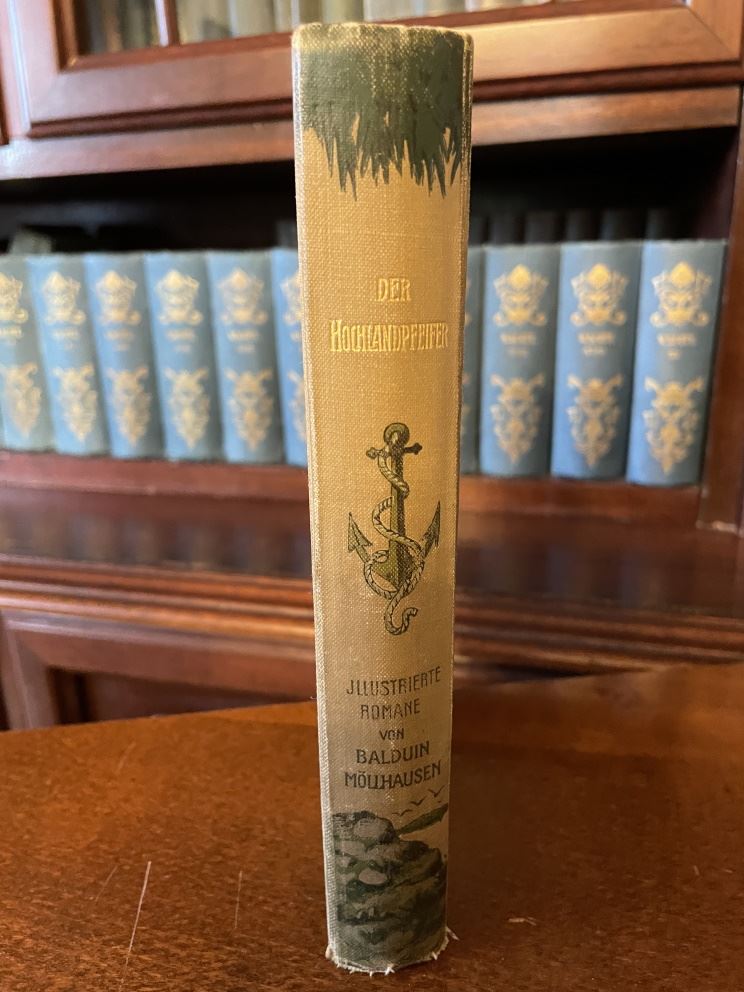 DER
HOCHLANDPFEIFER
JLLUSTRIERTE
ROMANE
VON
BALDUIN
MÖLLHAUSEN